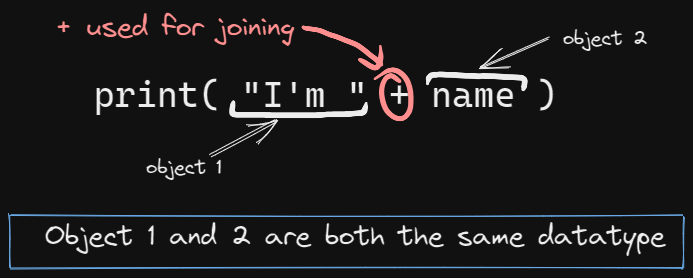 + used for joining
object 2
print( "I'm " + name )
object 1
Object 1 and 2 are both the same datatype